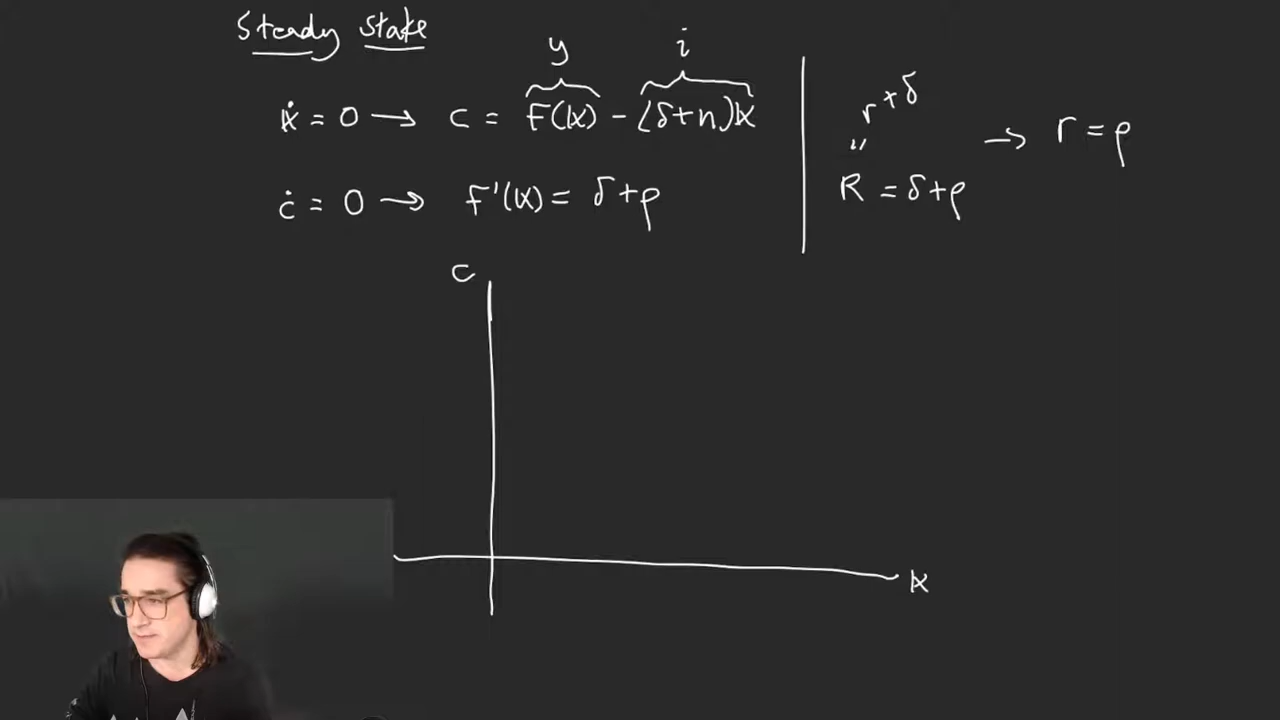 Steady state
y i
k̇ = 0 → c = F(k) - (δ+n)k
ċ = 0 → f'(k) = δ+ρ
r+δ
"
R = δ+ρ → r = ρ
c
k